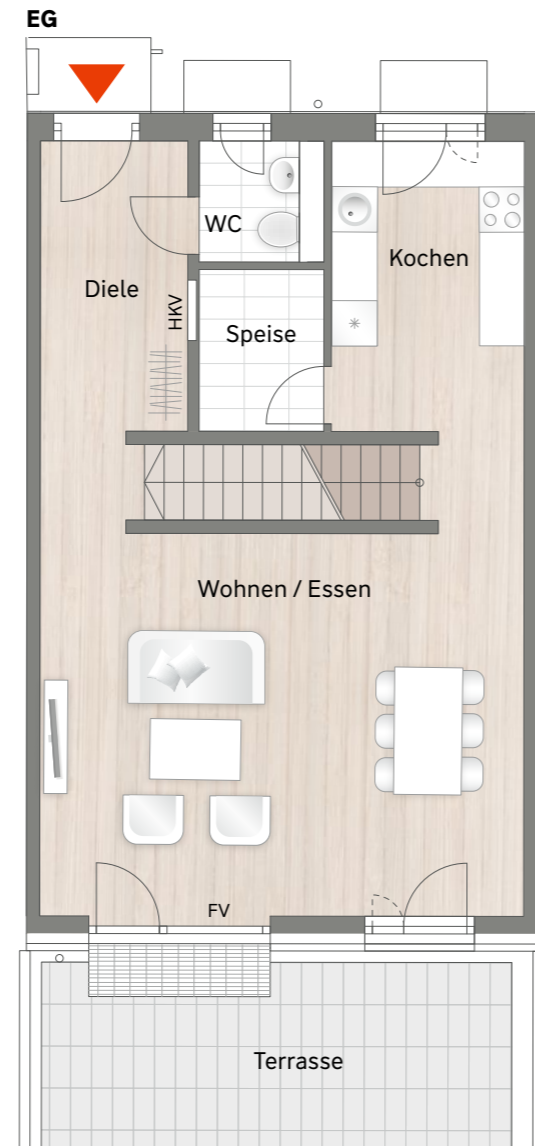 EG
WC
Kochen
Diele
HKV
Speise
Wohnen / Essen
FV
Terrasse